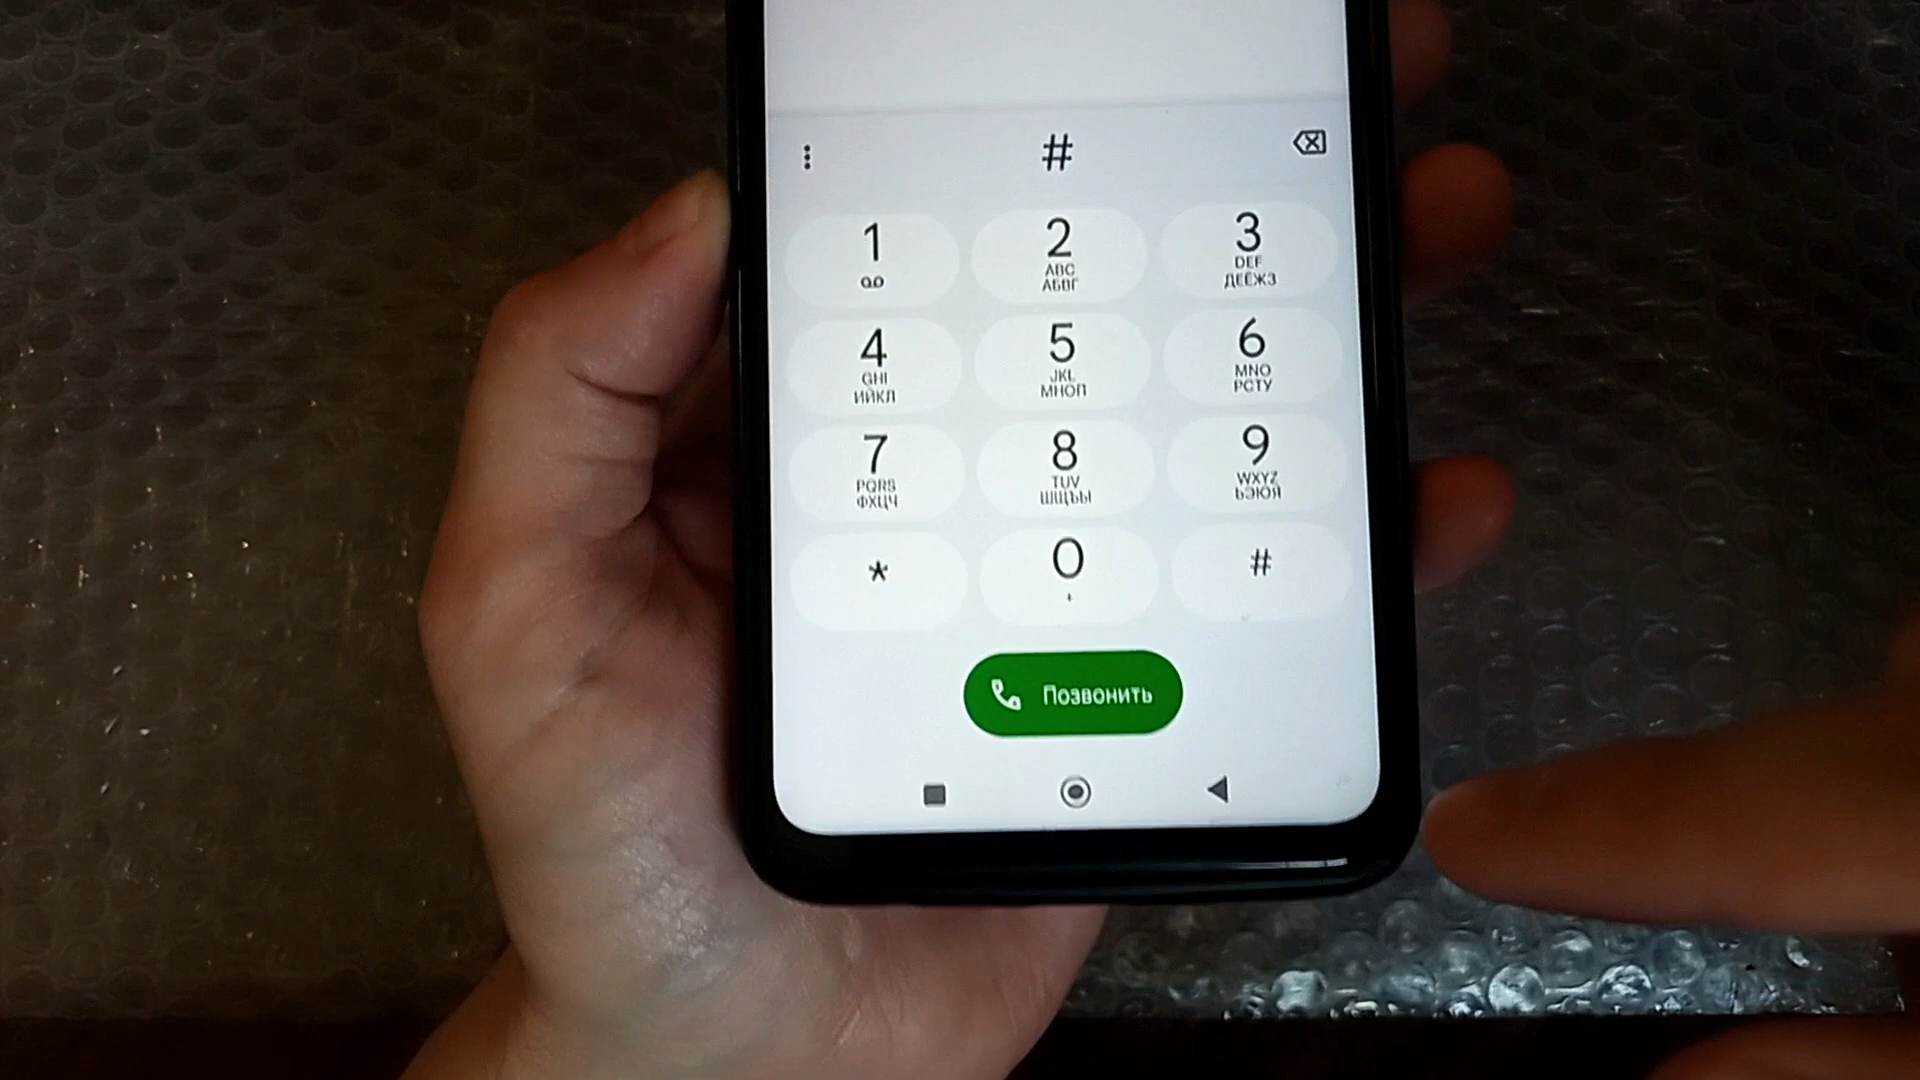 #
1 2 3
ABC DEF
АБВГ ДЕЁЖЗ
4 5 6
GHI JKL MNO
ИЙКЛ МНОП РСТУ
7 8 9
PQRS TUV WXYZ
ФХЦЧ ШЩЪЫ ЬЭЮЯ
* 0 #
+
Позвонить